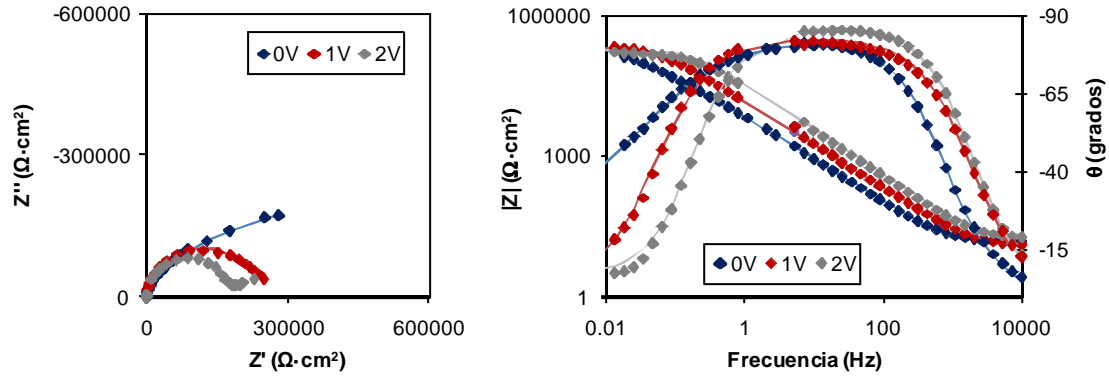 -600000
-300000
0
Z'' (Ω·cm²)
0V 1V 2V
0 300000 600000
Z' (Ω·cm²)
1000000
1000
1
|Z| (Ω·cm²)
-90
-65
-40
-15
θ (grados)
0V 1V 2V
0.01 1 100 10000
Frecuencia (Hz)